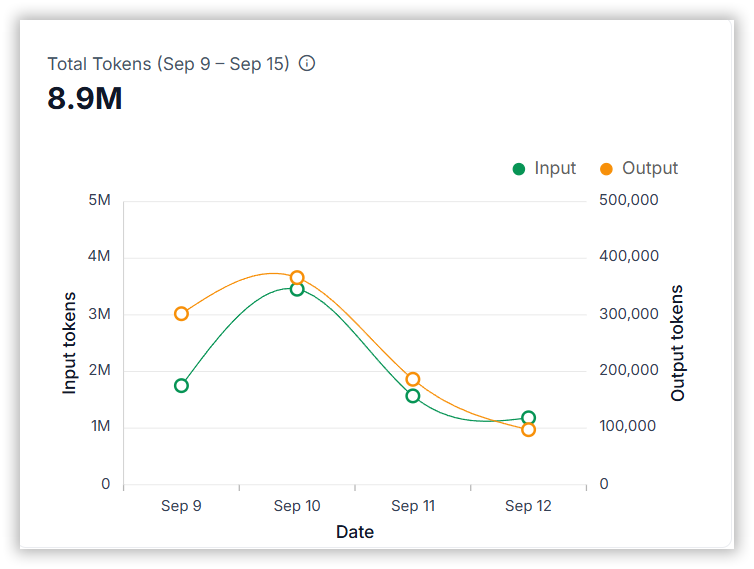 Total Tokens (Sep 9 – Sep 15)
8.9M
Input
Output
5M
500,000
4M
400,000
3M
300,000
2M
200,000
1M
100,000
0
0
Input tokens
Output tokens
Sep 9
Sep 10
Sep 11
Sep 12
Date